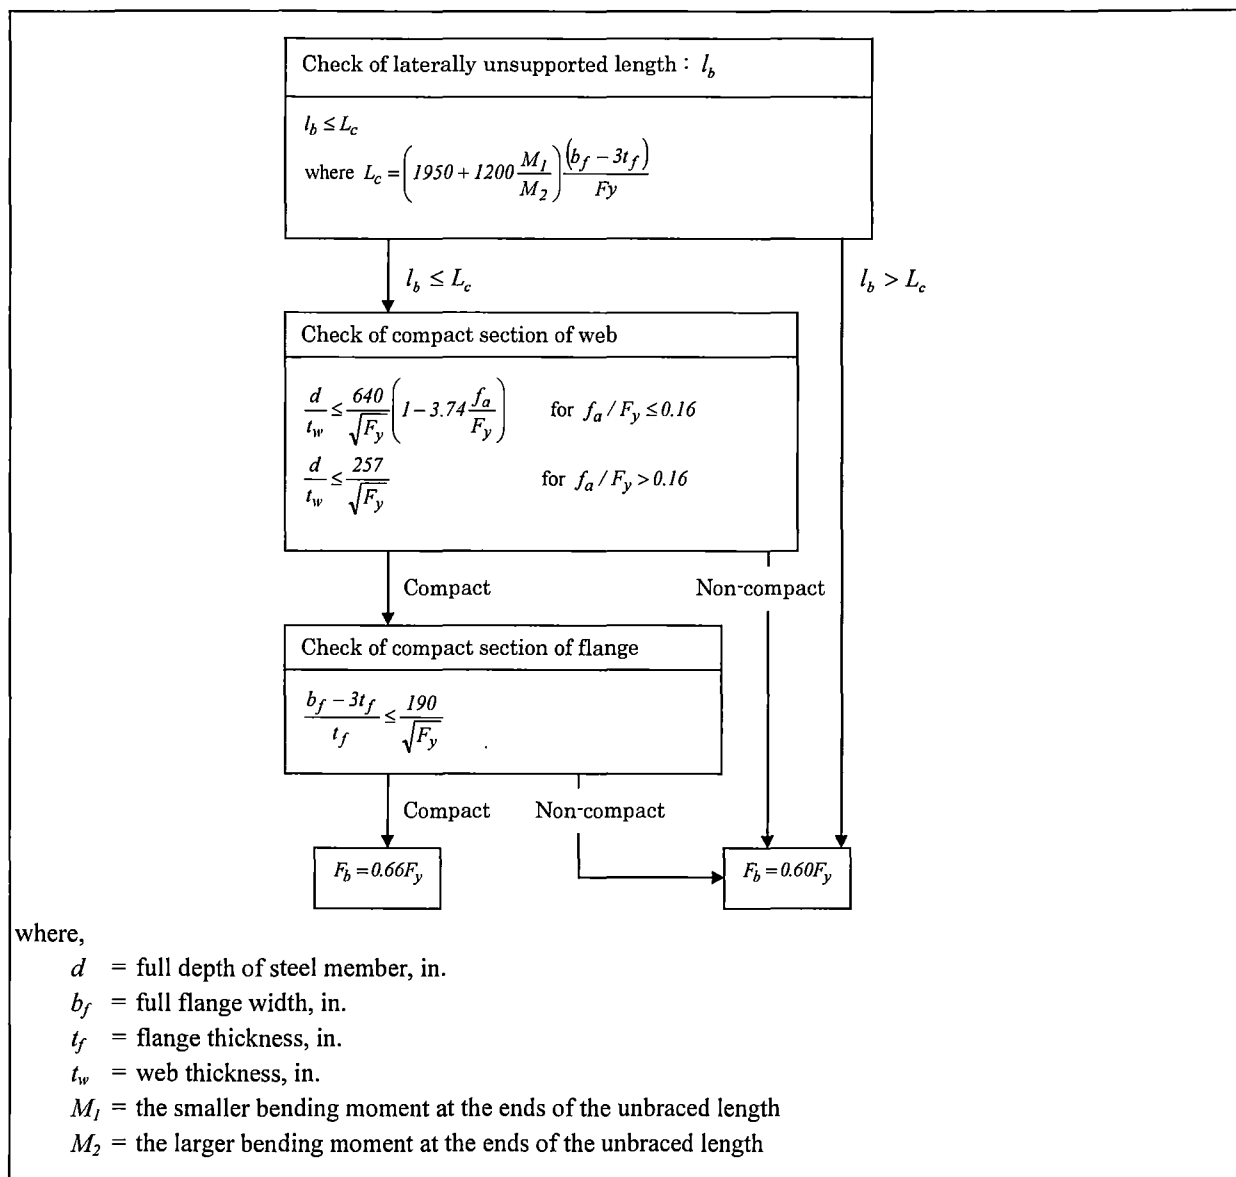 Check of laterally unsupported length : l_b
l_b ≤ L_c
where L_c = (1950 + 1200 M_1/M_2) (b_f − 3t_f)/Fy
l_b ≤ L_c
l_b > L_c
Check of compact section of web
d/t_w ≤ 640/√F_y (1 − 3.74 f_a/F_y) for f_a / F_y ≤ 0.16
d/t_w ≤ 257/√F_y for f_a / F_y > 0.16
Compact
Non-compact
Check of compact section of flange
(b_f − 3t_f)/t_f ≤ 190/√F_y
Compact
Non-compact
F_b = 0.66F_y
F_b = 0.60F_y
where,
d = full depth of steel member, in.
b_f = full flange width, in.
t_f = flange thickness, in.
t_w = web thickness, in.
M_1 = the smaller bending moment at the ends of the unbraced length
M_2 = the larger bending moment at the ends of the unbraced length